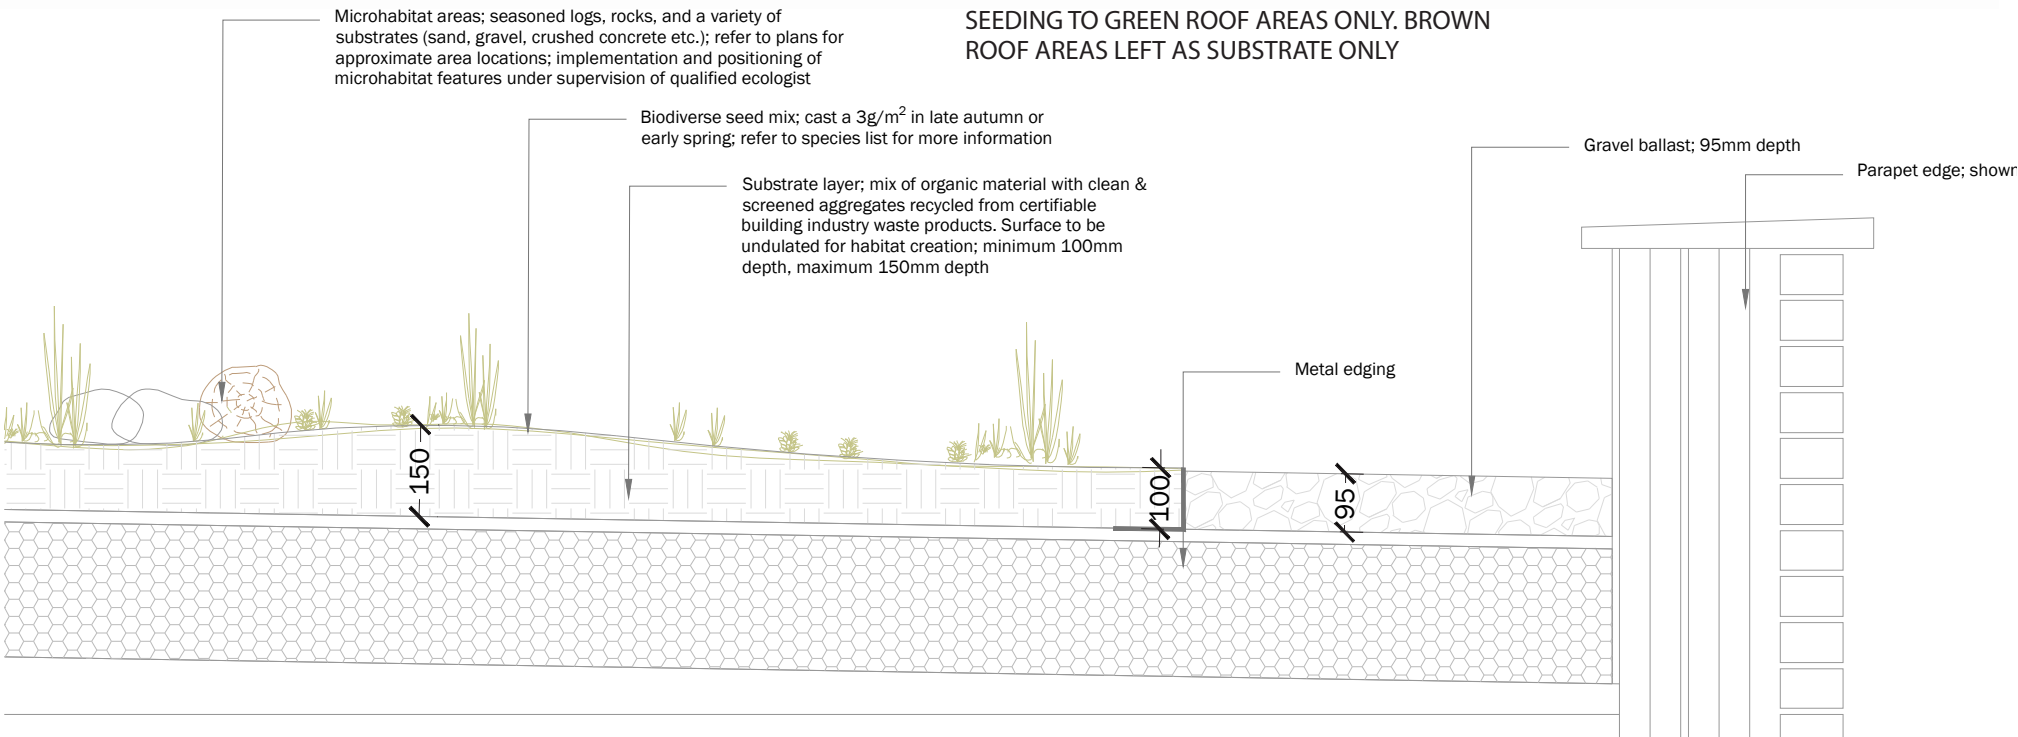 Microhabitat areas; seasoned logs, rocks, and a variety of
substrates (sand, gravel, crushed concrete etc.); refer to plans for
approximate area locations; implementation and positioning of
microhabitat features under supervision of qualified ecologist
SEEDING TO GREEN ROOF AREAS ONLY. BROWN
ROOF AREAS LEFT AS SUBSTRATE ONLY
Biodiverse seed mix; cast a 3g/m² in late autumn or
early spring; refer to species list for more information
Substrate layer; mix of organic material with clean &
screened aggregates recycled from certifiable
building industry waste products. Surface to be
undulated for habitat creation; minimum 100mm
depth, maximum 150mm depth
Gravel ballast; 95mm depth
Parapet edge; shown
Metal edging
150
100
95